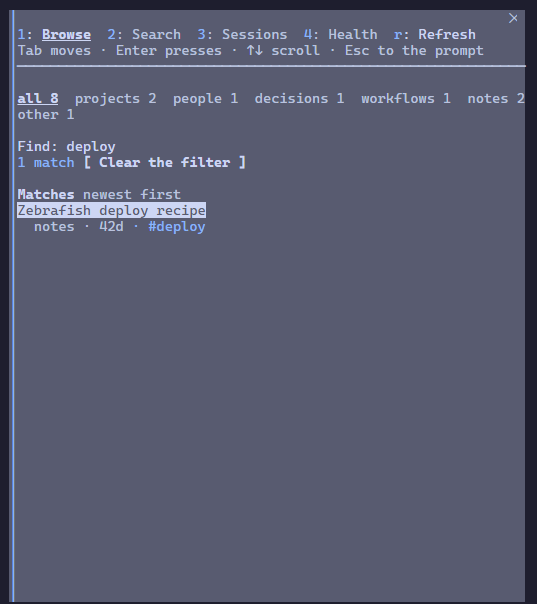 ×
1: Browse  2: Search  3: Sessions  4: Health  r: Refresh
Tab moves · Enter presses · ↑↓ scroll · Esc to the prompt
all 8  projects 2  people 1  decisions 1  workflows 1  notes 2
other 1
Find: deploy
1 match [ Clear the filter ]
Matches newest first
Zebrafish deploy recipe
notes · 42d · #deploy